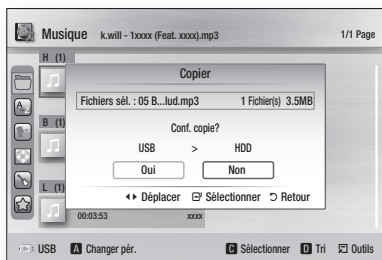 Musique k.will - 1xxxx (Feat. xxxx).mp3 1/1 Page
H (1)
Copier
Fichiers sél. : 05 B...lud.mp3 1 Fichier(s) 3.5MB
B (1)
Conf. copie?
USB > HDD
Oui Non
L (1)
Déplacer Sélectionner Retour
00:03:53 xxxx
USB A Changer pér. C Sélectionner D Tri Outils